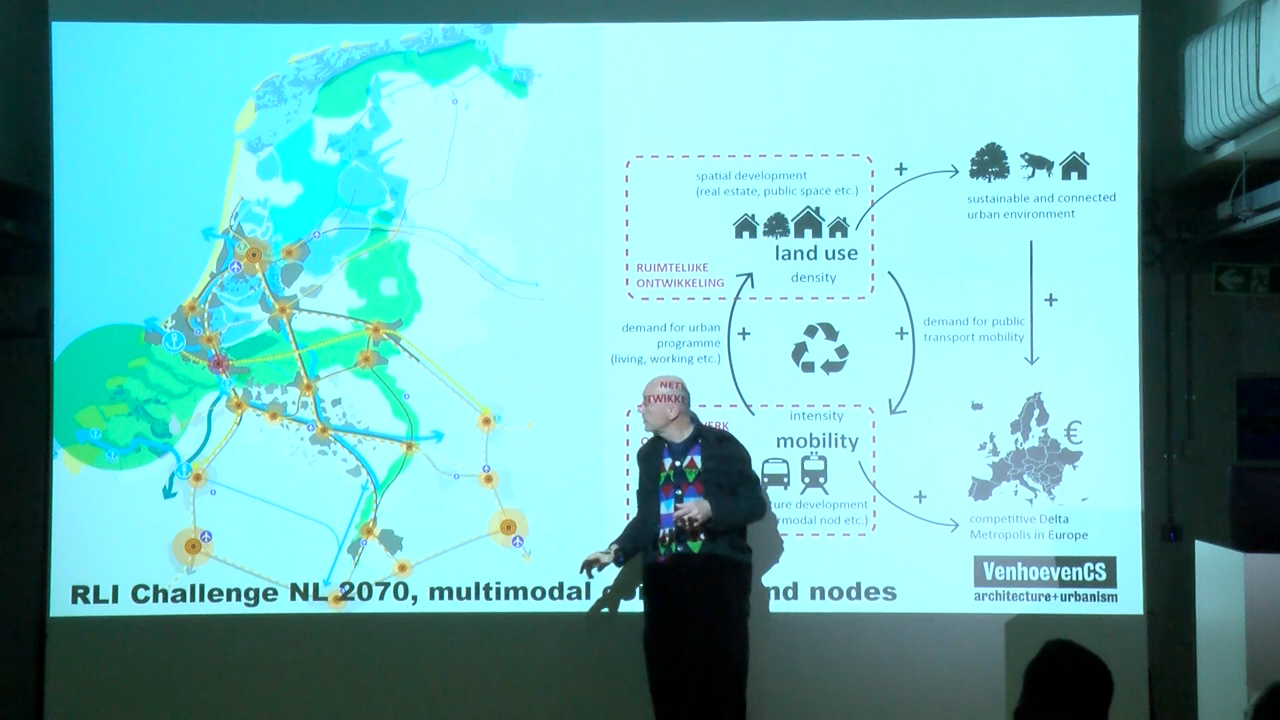 spatial development
(real estate, public space etc.)
land use
density
RUIMTELIJKE
ONTWIKKELING
+
sustainable and connected
urban environment
+
demand for urban
programme
(living, working etc.)
+
+
demand for public
transport mobility
€
intensity
mobility
+
competitive Delta
Metropolis in Europe
RLI Challenge NL 2070, multimodal nodes
VenhoevenCS
architecture+urbanism